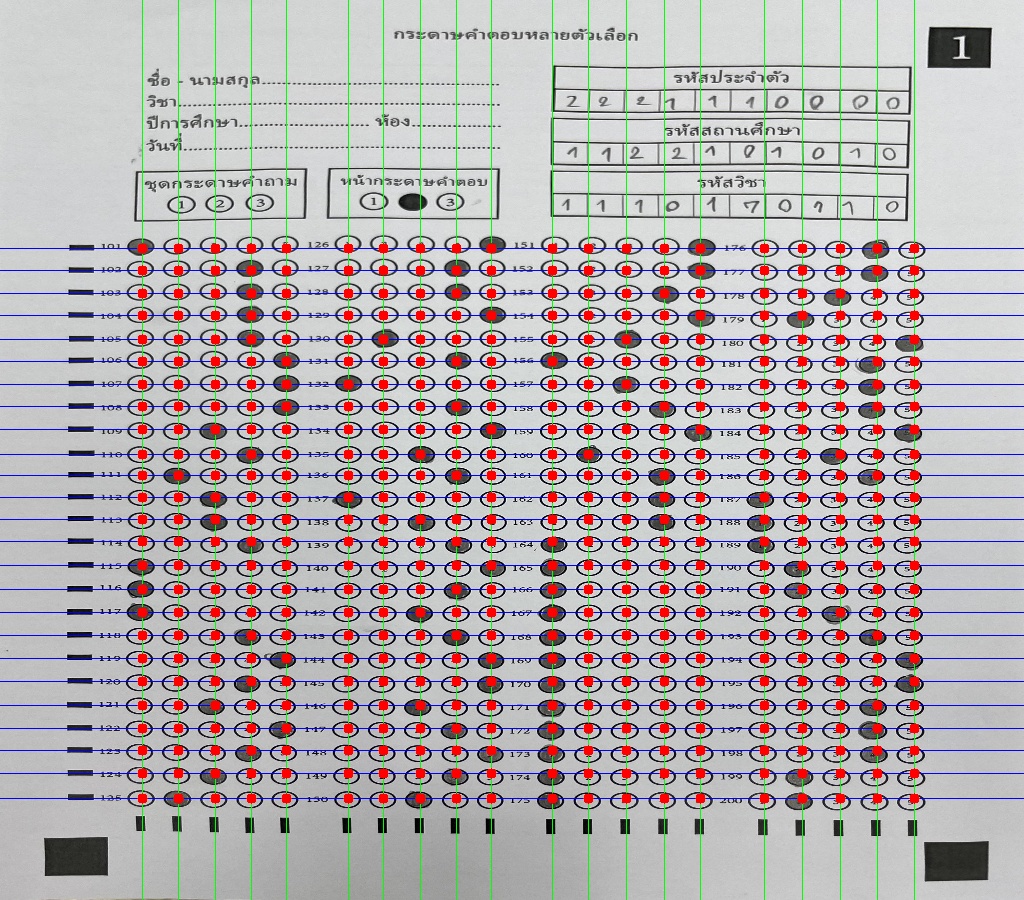 กระดาษคำตอบหลายตัวเลือก
1
ชื่อ - นามสกุล
วิชา
ปีการศึกษา ห้อง
วันที่
รหัสประจำตัว
2 2 2 1 1 1 0 0 0 0
รหัสสถานศึกษา
1 1 2 2 1 0 1 0 1 0
รหัสวิชา
1 1 1 0 1 7 0 1 1 0
ชุดกระดาษคำถาม
1 2 3
หน้ากระดาษคำตอบ
1 3
101 126 151 176
102 127 152 177
103 128 153 178
104 129 154 179
105 130 155 180
106 131 156 181
107 132 157 182
108 133 158 183
109 134 159 184
110 135 160 185
111 136 161 186
112 137 162 187
113 138 163 188
114 139 164 189
115 140 165 190
116 141 166 191
117 142 167 192
118 143 168 193
119 144 169 194
120 145 170 195
121 146 171 196
122 147 172 197
123 148 173 198
124 149 174 199
125 150 175 200